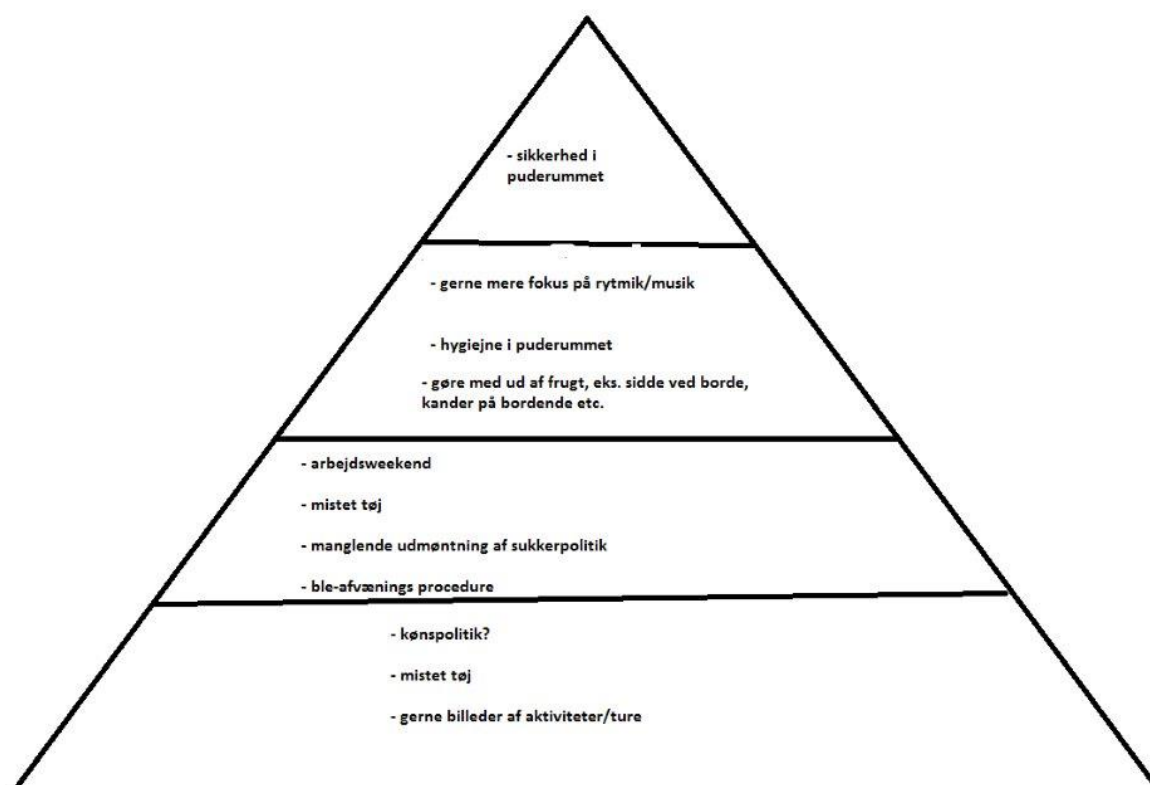 - sikkerhed i
puderummet
- gerne mere fokus på rytmik/musik
- hygiejne i puderummet
- gøre med ud af frugt, eks. sidde ved borde,
kander på bordende etc.
- arbejdsweekend
- mistet tøj
- manglende udmøntning af sukkerpolitik
- ble-afvænings procedure
- kønspolitik?
- mistet tøj
- gerne billeder af aktiviteter/ture